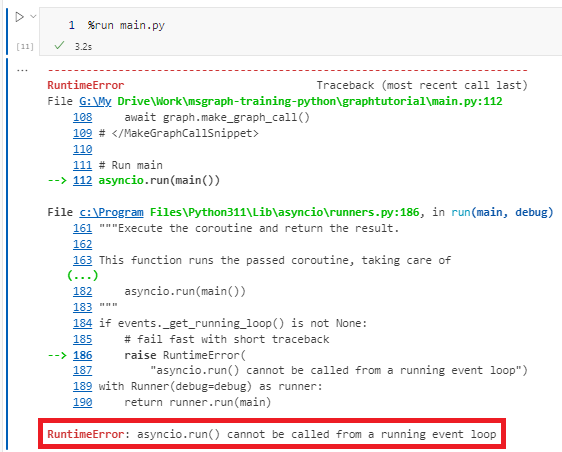 1 %run main.py
[11] ✓ 3.2s
...
---------------------------------------------------------------------------
RuntimeError Traceback (most recent call last)
File G:\My Drive\Work\msgraph-training-python\graphtutorial\main.py:112
108 await graph.make_graph_call()
109 # </MakeGraphCallSnippet>
110
111 # Run main
--> 112 asyncio.run(main())
File c:\Program Files\Python311\Lib\asyncio\runners.py:186, in run(main, debug)
161 """Execute the coroutine and return the result.
162
163 This function runs the passed coroutine, taking care of
(...)
182 asyncio.run(main())
183 """
184 if events._get_running_loop() is not None:
185 # fail fast with short traceback
--> 186 raise RuntimeError(
187 "asyncio.run() cannot be called from a running event loop")
189 with Runner(debug=debug) as runner:
190 return runner.run(main)
RuntimeError: asyncio.run() cannot be called from a running event loop